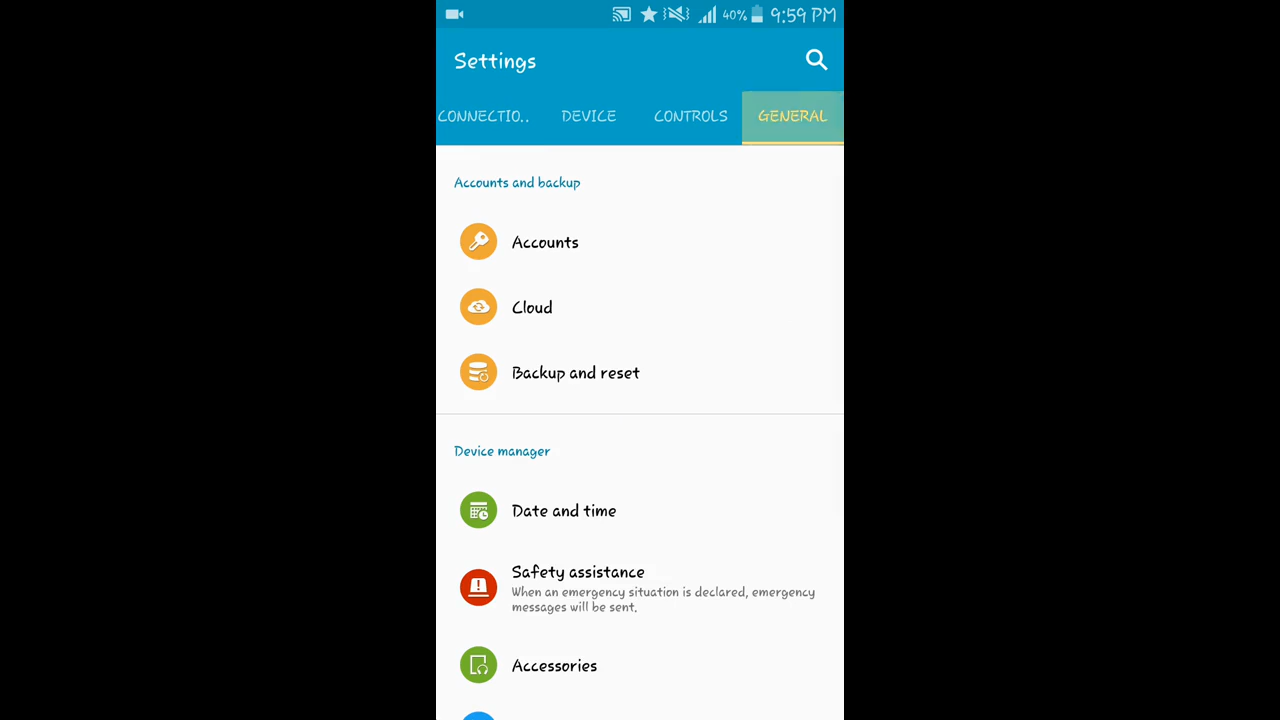 40% 9:59 PM
Settings
CONNECTIO.. DEVICE CONTROLS GENERAL
Accounts and backup
Accounts
Cloud
Backup and reset
Device manager
Date and time
Safety assistance
When an emergency situation is declared, emergency
messages will be sent.
Accessories